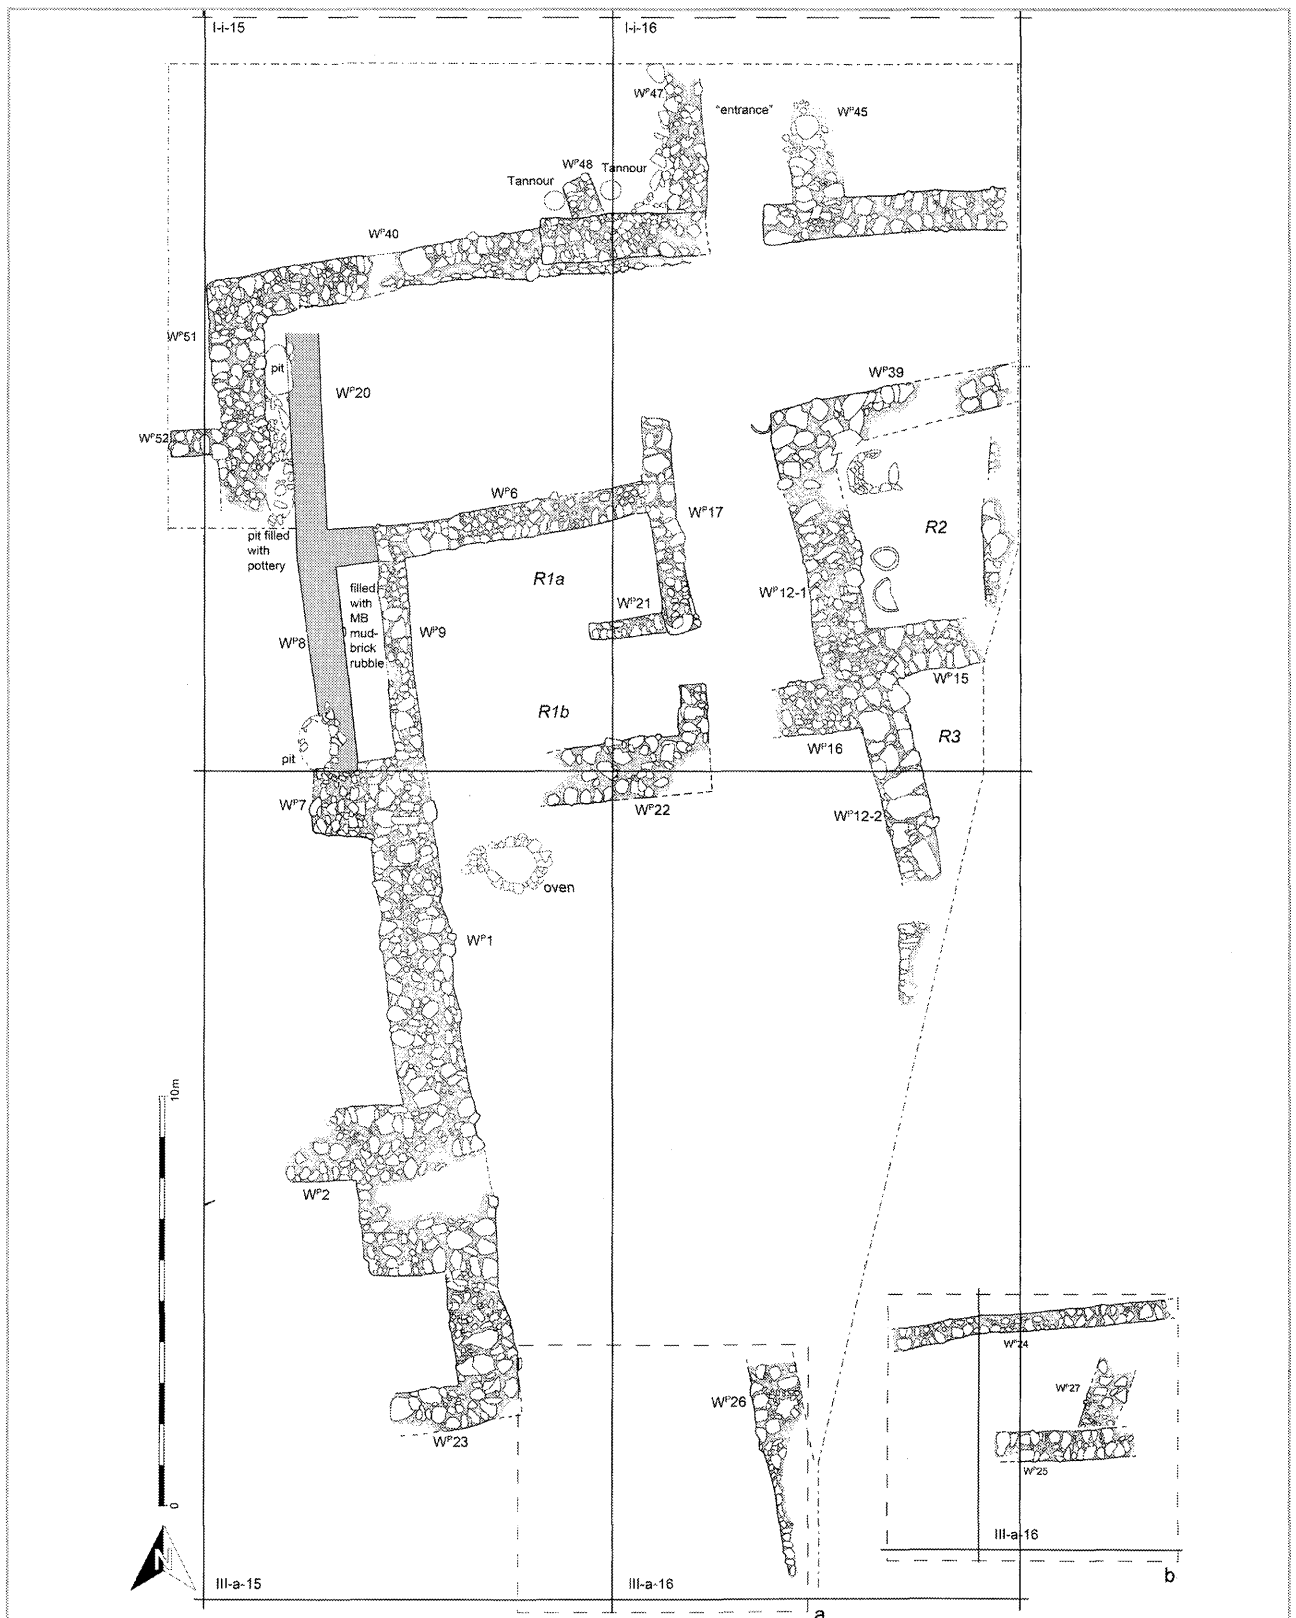 I-i-15
I-i-16
WP47
"entrance"
WP45
WP48
Tannour
Tannour
WP40
WP51
pit
WP20
WP39
WP52
WP6
WP17
R2
pit filled
with
pottery
R1a
filled
with
MB
mud-
brick
rubble
WP21
WP12-1
WP8
WP9
WP15
R1b
R3
WP16
pit
WP7
WP22
WP12-2
oven
WP1
10m
WP2
WP24
WP27
WP26
WP23
WP25
0
III-a-16
N
b
III-a-15
III-a-16
a